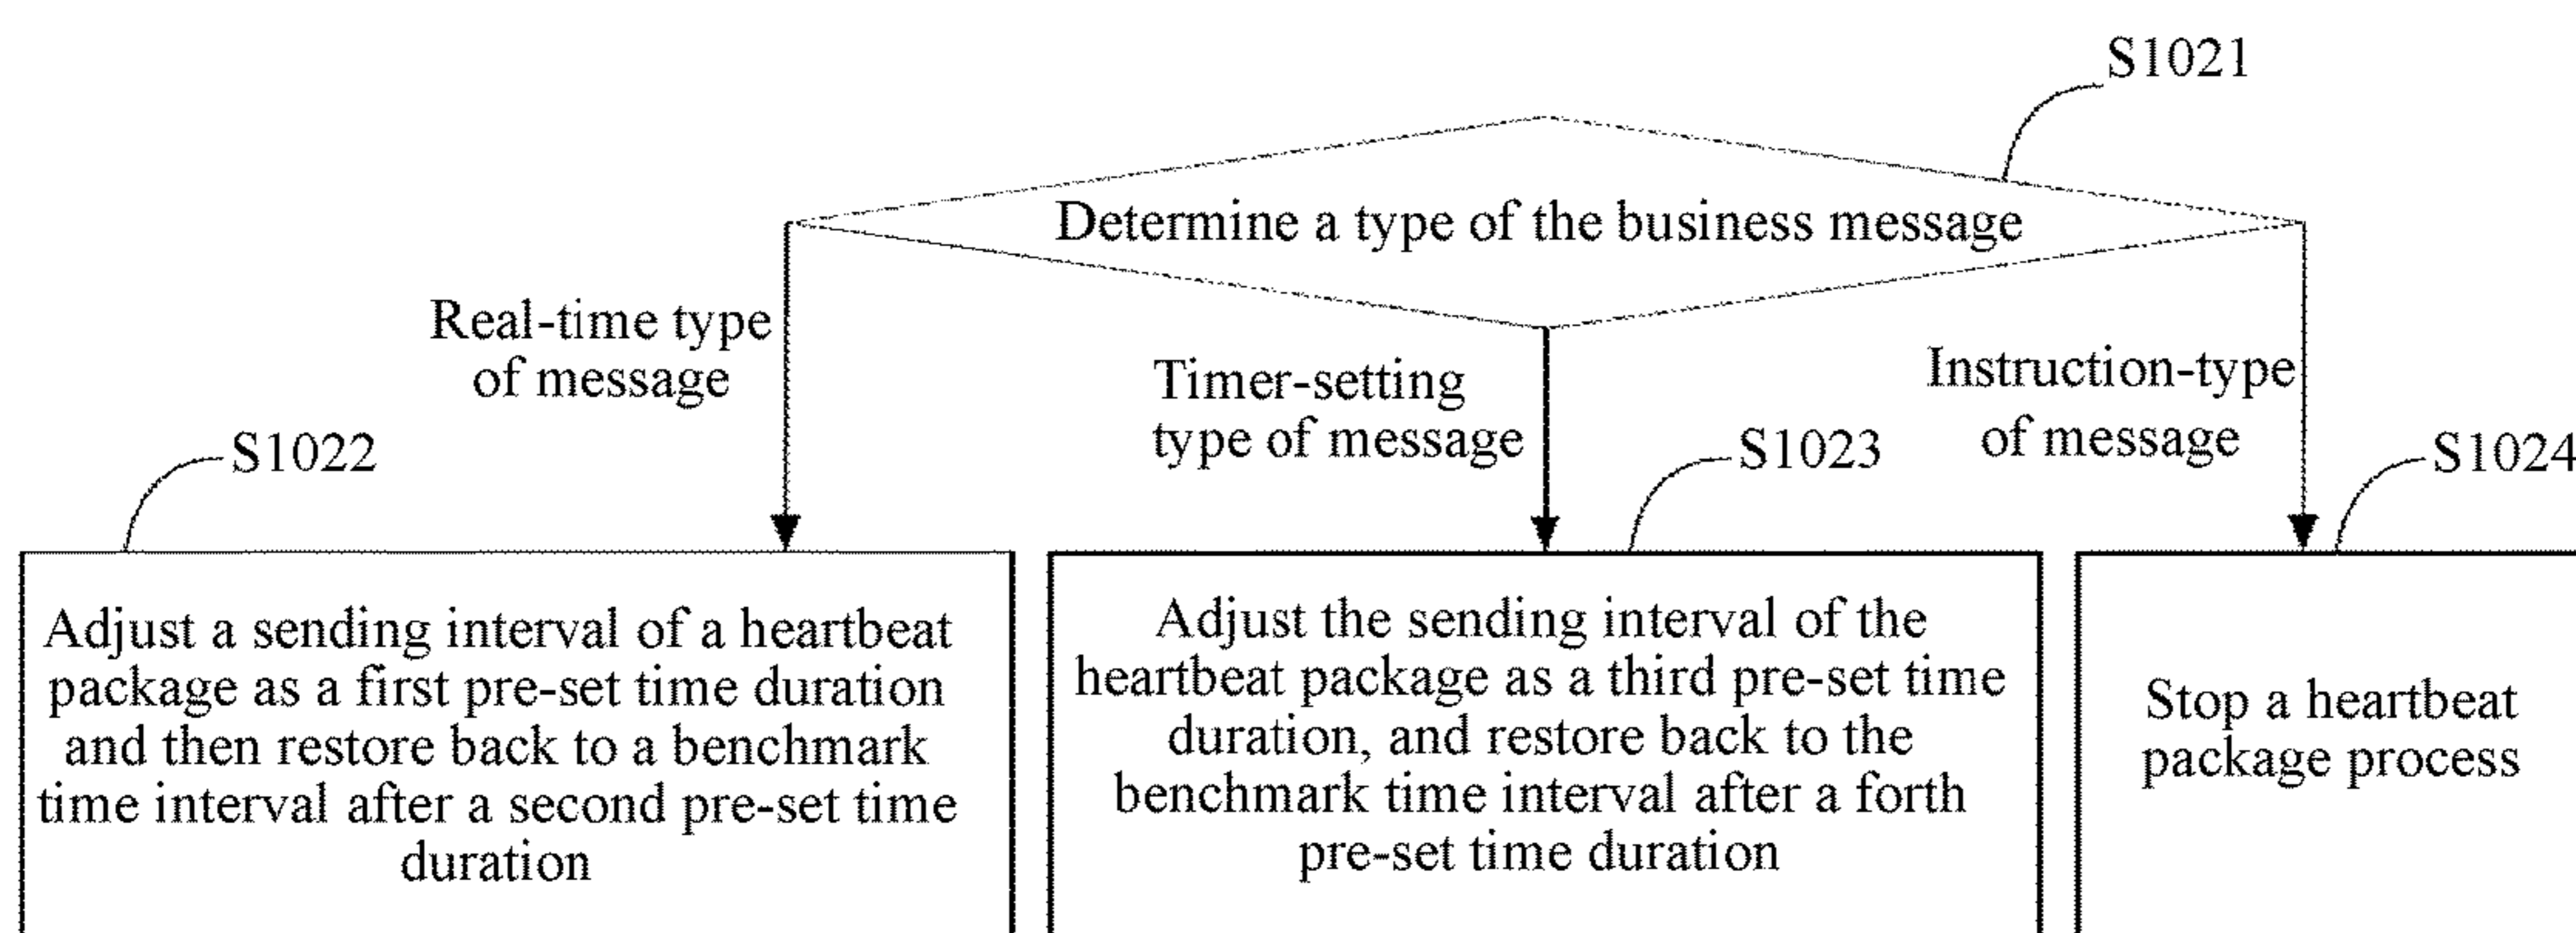 S1021
Determine a type of the business message
Real-time type
of message
Timer-setting
type of message
Instruction-type
of message
S1022
S1023
S1024
Adjust a sending interval of a heartbeat
package as a first pre-set time duration
and then restore back to a benchmark
time interval after a second pre-set time
duration
Adjust the sending interval of the
heartbeat package as a third pre-set time
duration, and restore back to the
benchmark time interval after a forth
pre-set time duration
Stop a heartbeat
package process